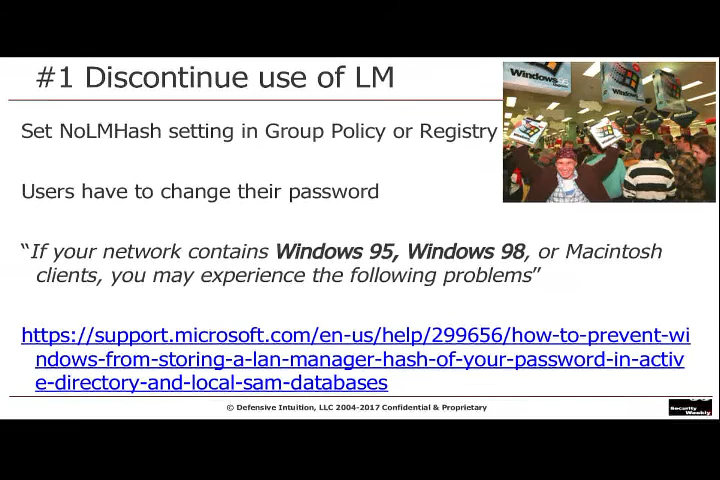 #1 Discontinue use of LM
Windows 95
Set NoLMHash setting in Group Policy or Registry
Users have to change their password
“If your network contains Windows 95, Windows 98, or Macintosh
clients, you may experience the following problems”
https://support.microsoft.com/en-us/help/299656/how-to-prevent-wi
ndows-from-storing-a-lan-manager-hash-of-your-password-in-activ
e-directory-and-local-sam-databases
© Defensive Intuition, LLC 2004-2017 Confidential & Proprietary
Security
Weekly